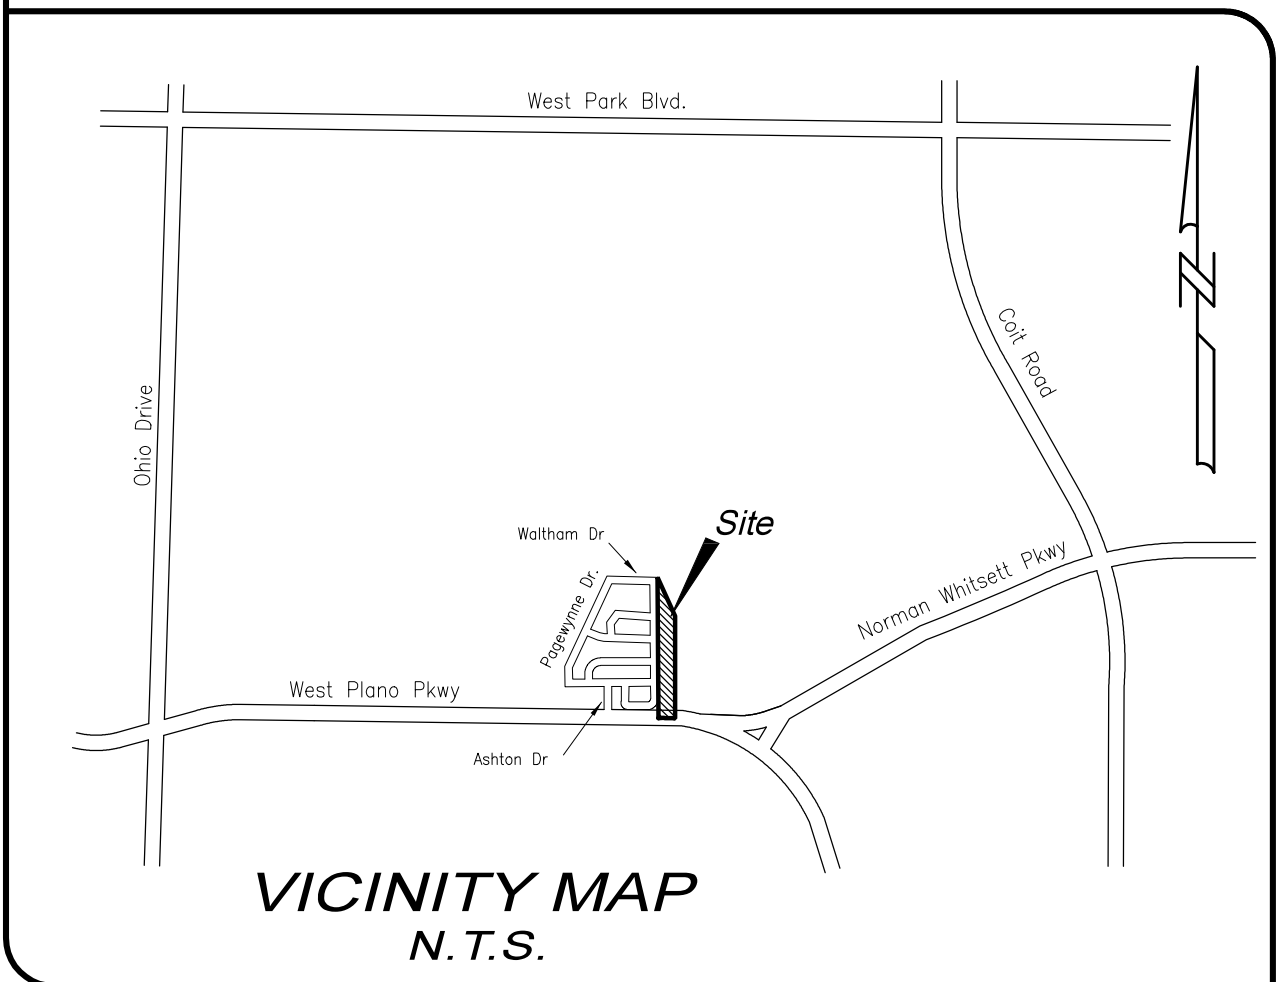 West Park Blvd.
N
Coit Road
Ohio Drive
Site
Waltham Dr
Norman Whitsett Pkwy
Pagewynne Dr.
West Plano Pkwy
Ashton Dr
VICINITY MAP
N.T.S.